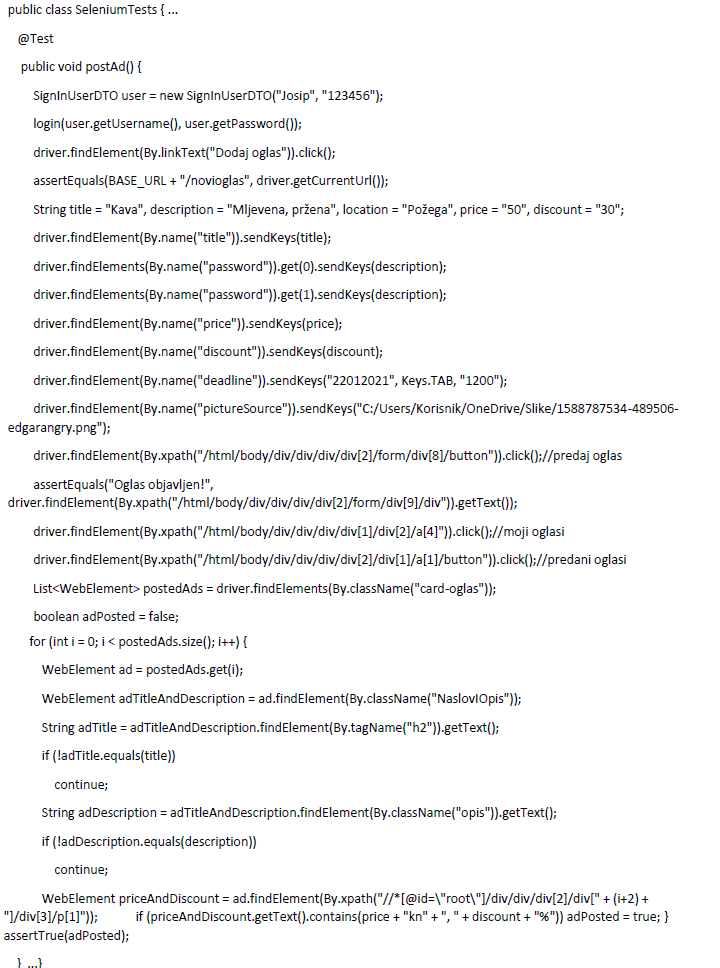 public class SeleniumTests { ...
@Test
public void postAd() {
SignInUserDTO user = new SignInUserDTO("Josip", "123456");
login(user.getUsername(), user.getPassword());
driver.findElement(By.linkText("Dodaj oglas")).click();
assertEquals(BASE_URL + "/novioglas", driver.getCurrentUrl());
String title = "Kava", description = "Mljevena, pržena", location = "Požega", price = "50", discount = "30";
driver.findElement(By.name("title")).sendKeys(title);
driver.findElements(By.name("password")).get(0).sendKeys(description);
driver.findElements(By.name("password")).get(1).sendKeys(description);
driver.findElement(By.name("price")).sendKeys(price);
driver.findElement(By.name("discount")).sendKeys(discount);
driver.findElement(By.name("deadline")).sendKeys("22012021", Keys.TAB, "1200");
driver.findElement(By.name("pictureSource")).sendKeys("C:/Users/Korisnik/OneDrive/Slike/1588787534-489506-
edgarangry.png");
driver.findElement(By.xpath("/html/body/div/div/div/div[2]/form/div[8]/button")).click();//predaj oglas
assertEquals("Oglas objavljen!",
driver.findElement(By.xpath("/html/body/div/div/div/div[2]/form/div[9]/div")).getText());
driver.findElement(By.xpath("/html/body/div/div/div/div[1]/div[2]/a[4]")).click();//moji oglasi
driver.findElement(By.xpath("/html/body/div/div/div/div[2]/div[1]/a[1]/button")).click();//predani oglasi
List<WebElement> postedAds = driver.findElements(By.className("card-oglas"));
boolean adPosted = false;
for (int i = 0; i < postedAds.size(); i++) {
WebElement ad = postedAds.get(i);
WebElement adTitleAndDescription = ad.findElement(By.className("NaslovIOpis"));
String adTitle = adTitleAndDescription.findElement(By.tagName("h2")).getText();
if (!adTitle.equals(title))
continue;
String adDescription = adTitleAndDescription.findElement(By.className("opis")).getText();
if (!adDescription.equals(description))
continue;
WebElement priceAndDiscount = ad.findElement(By.xpath("//*[@id=\"root\"]/div/div/div[2]/div[" + (i+2) +
"]/div[3]/p[1]")); if (priceAndDiscount.getText().contains(price + "kn" + ", " + discount + "%")) adPosted = true; }
assertTrue(adPosted);
} ...}